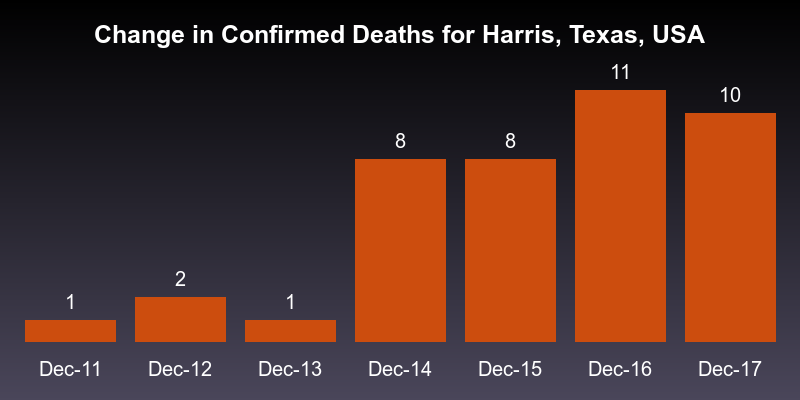 Change in Confirmed Deaths for Harris, Texas, USA
1
2
1
8
8
11
10
Dec-11
Dec-12
Dec-13
Dec-14
Dec-15
Dec-16
Dec-17